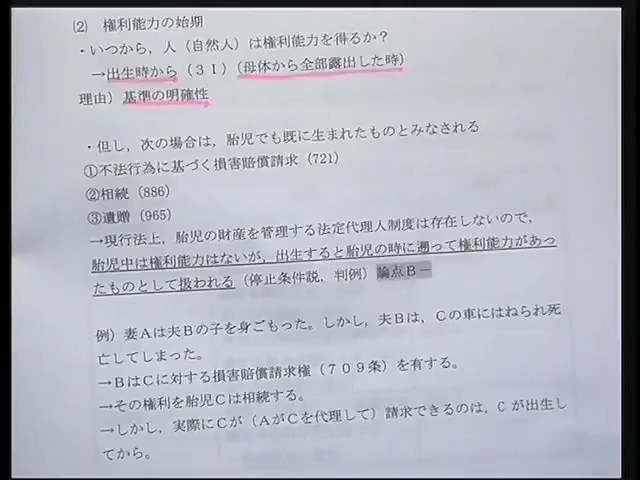 (2) 権利能力の始期
・いつから，人（自然人）は権利能力を得るか？
→出生時から（３Ⅰ）（母体から全部露出した時）
理由）基準の明確性
・但し，次の場合は，胎児でも既に生まれたものとみなされる
①不法行為に基づく損害賠償請求（721）
②相続（886）
③遺贈（965）
→現行法上，胎児の財産を管理する法定代理人制度は存在しないので，
胎児中は権利能力はないが，出生すると胎児の時に遡って権利能力があっ
たものとして扱われる（停止条件説，判例）論点Ｂ－
例）妻Ａは夫Ｂの子を身ごもった。しかし，夫Ｂは，Ｃの車にはねられ死
亡してしまった。
→ＢはＣに対する損害賠償請求権（７０９条）を有する。
→その権利を胎児Ｃは相続する。
→しかし，実際にＣが（ＡがＣを代理して）請求できるのは，Ｃが出生し
てから。